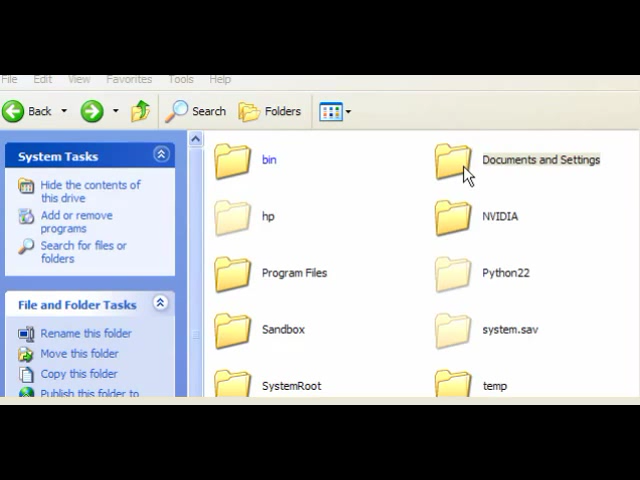 File Edit View Favorites Tools Help
Back Search Folders
System Tasks
Hide the contents of
this drive
Add or remove
programs
Search for files or
folders
File and Folder Tasks
Rename this folder
Move this folder
Copy this folder
Publish this folder to
bin Documents and Settings
hp NVIDIA
Program Files Python22
Sandbox system.sav
SystemRoot temp